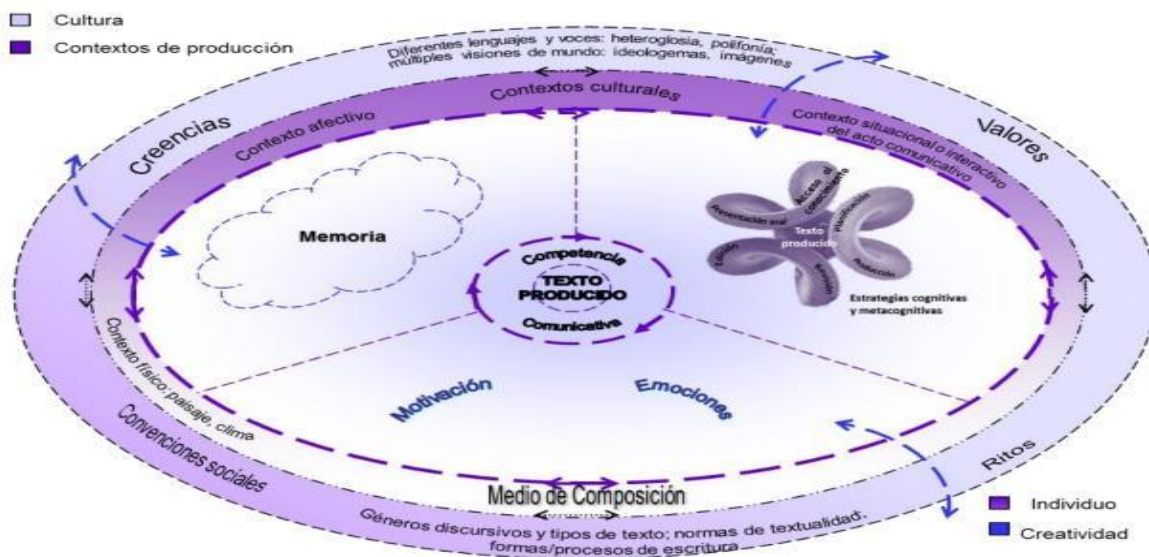 Cultura
Contextos de producción
Diferentes lenguajes y voces: heteroglosia, polifonía;
múltiples visiones de mundo: ideologemas, imágenes
Contextos culturales
Creencias
Contexto afectivo
Contexto situacional o interactivo
del acto comunicativo
Valores
Memoria
Acceso al
conocimiento
Presentación oral
Planificación
Texto
producido
Edición
Redacción
Estrategias cognitivas
y metacognitivas
Competencia
TEXTO
PRODUCIDO
Comunicativa
Motivación
Emociones
Contexto físico: paisaje, clima
Convenciones sociales
Ritos
Medio de Composición
Géneros discursivos y tipos de texto; normas de textualidad;
formas/procesos de escritura
Individuo
Creatividad